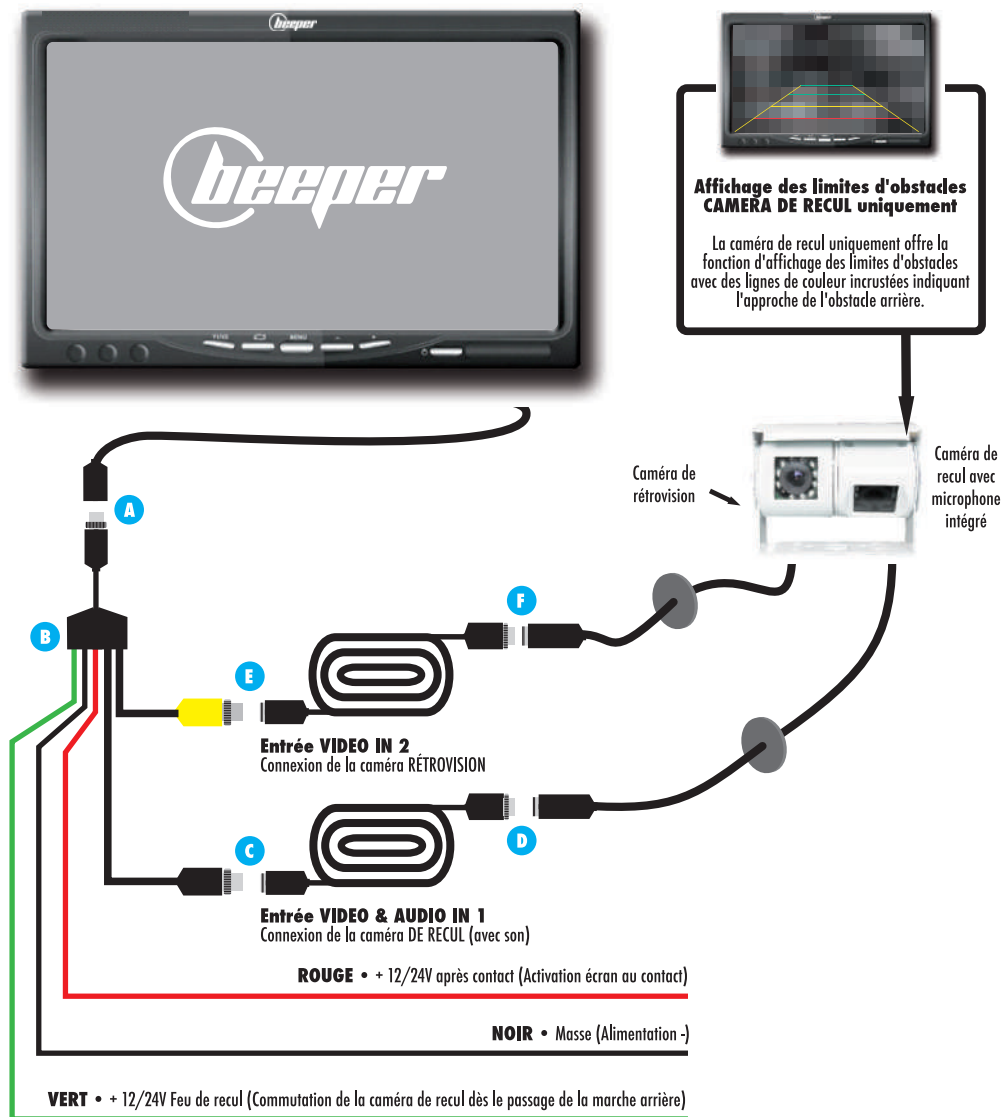 beeper
beeper
MENU
- +
Affichage des limites d'obstacles
CAMERA DE RECUL uniquement
La caméra de recul uniquement offre la
fonction d'affichage des limites d'obstacles
avec des lignes de couleur incrustées indiquant
l'approche de l'obstacle arrière.
Caméra de
rétrovision
Caméra de
recul avec
microphone
intégré
A
B
F
E
Entrée VIDEO IN 2
Connexion de la caméra RÉTROVISION
D
C
Entrée VIDEO & AUDIO IN 1
Connexion de la caméra DE RECUL (avec son)
ROUGE • + 12/24V après contact (Activation écran au contact)
NOIR • Masse (Alimentation -)
VERT • + 12/24V Feu de recul (Commutation de la caméra de recul dès le passage de la marche arrière)